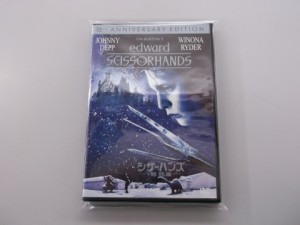 ANNIVERSARY EDITION
JOHNNY DEPP
WINONA RYDER
edward
SCISSORHANDS
シザーハンズ